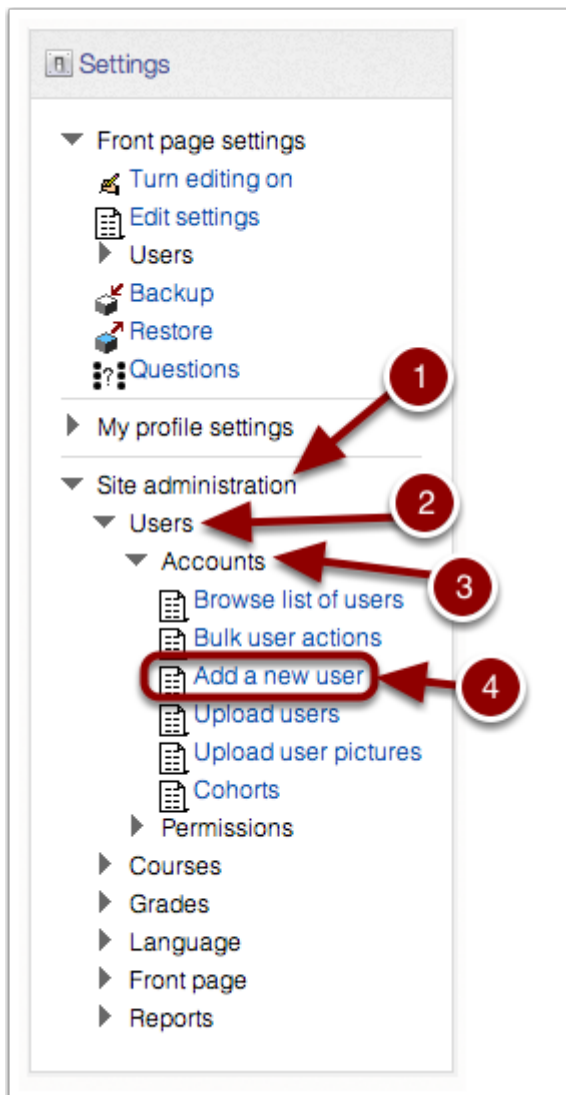 Settings
Front page settings
Turn editing on
Edit settings
Users
Backup
Restore
Questions
1
My profile settings
Site administration
2
Users
Accounts
3
Browse list of users
Bulk user actions
Add a new user
4
Upload users
Upload user pictures
Cohorts
Permissions
Courses
Grades
Language
Front page
Reports